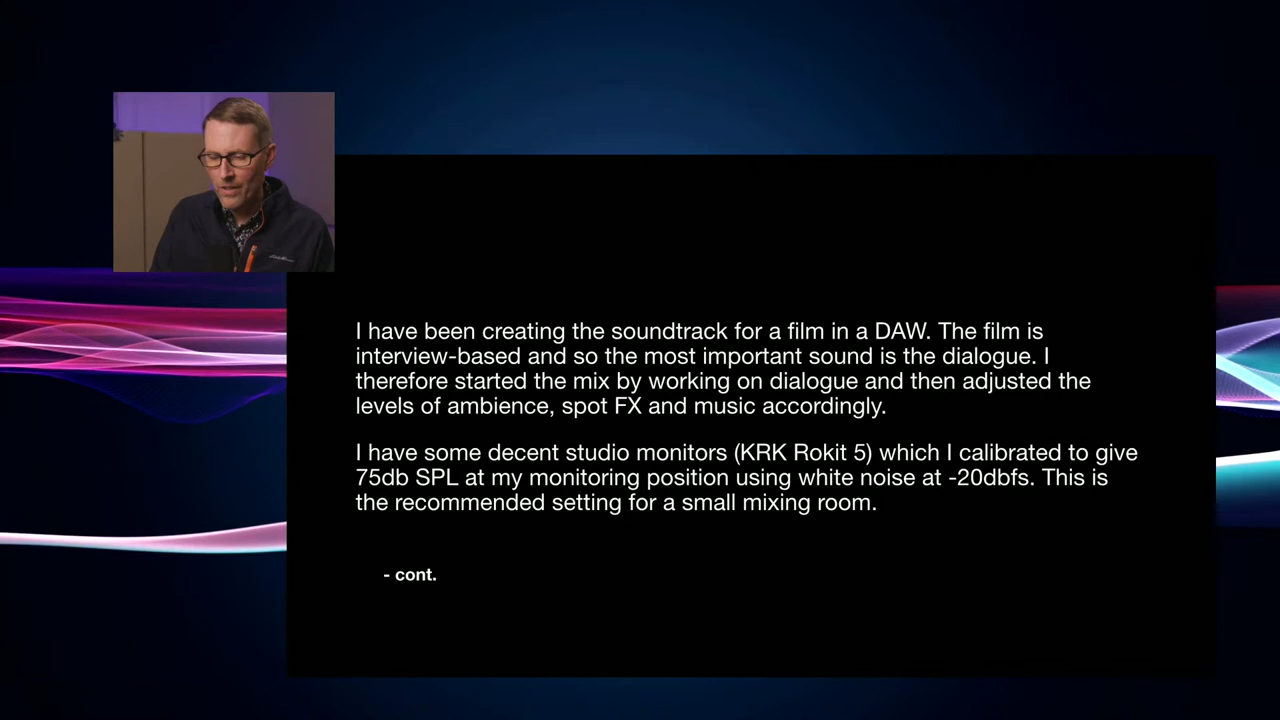 I have been creating the soundtrack for a film in a DAW. The film is
interview-based and so the most important sound is the dialogue. I
therefore started the mix by working on dialogue and then adjusted the
levels of ambience, spot FX and music accordingly.
I have some decent studio monitors (KRK Rokit 5) which I calibrated to give
75db SPL at my monitoring position using white noise at -20dbfs. This is
the recommended setting for a small mixing room.
- cont.